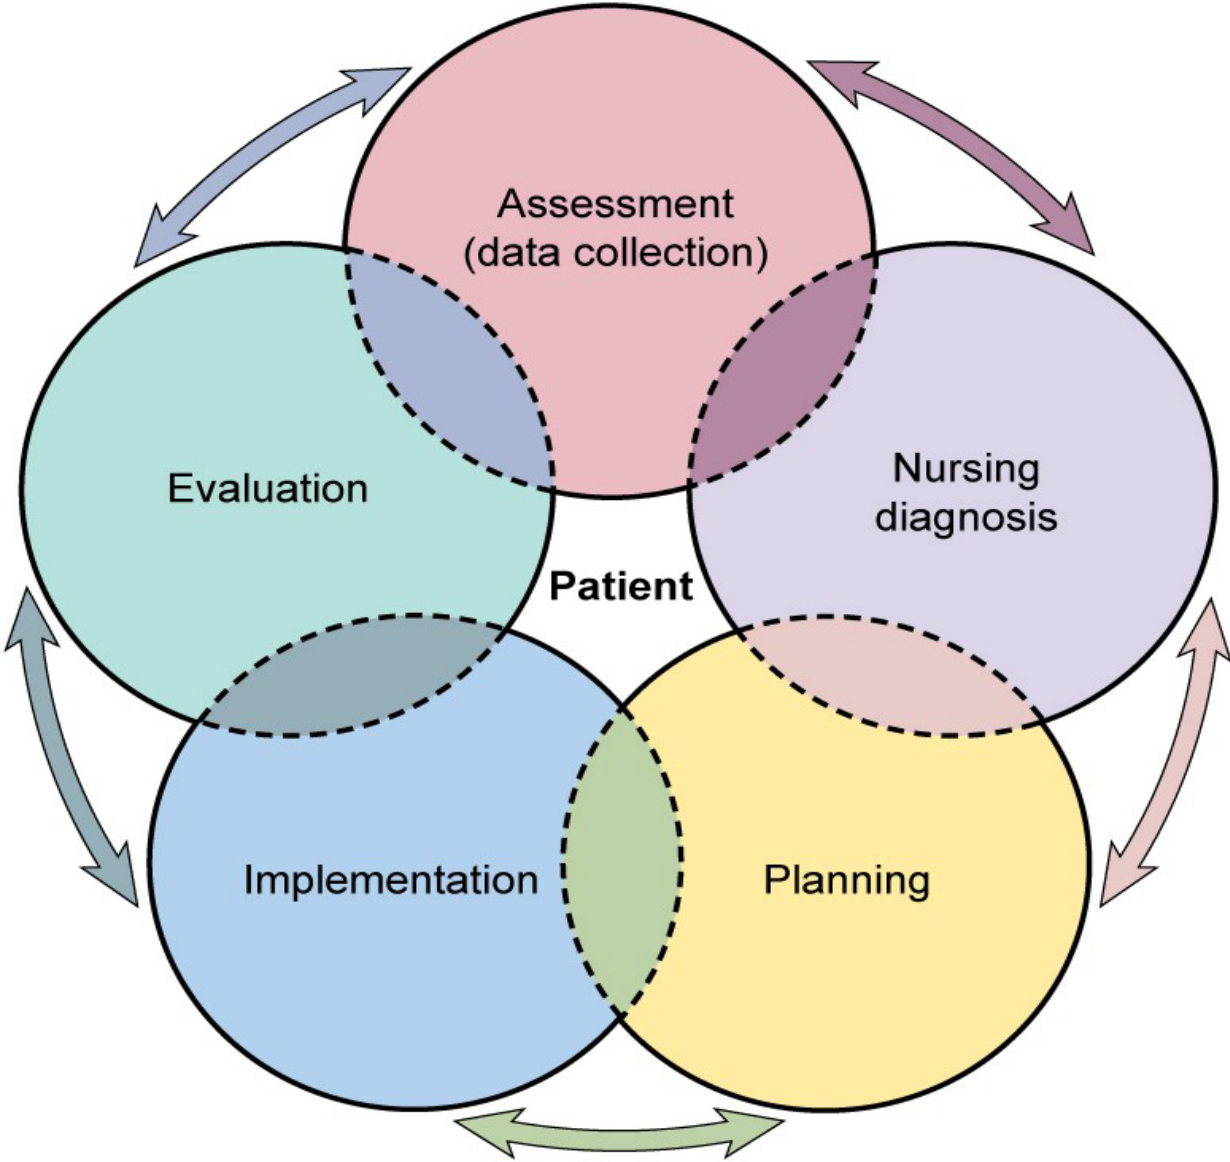 Assessment
(data collection)
Evaluation
Nursing
diagnosis
Patient
Implementation
Planning